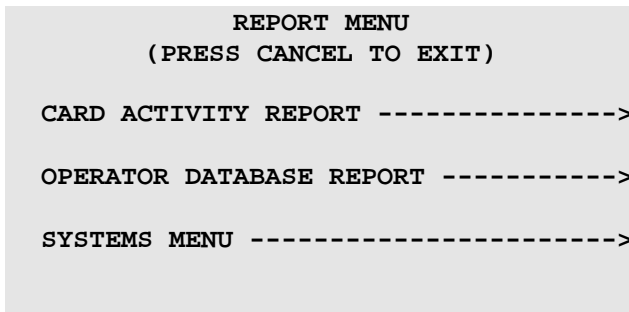 REPORT MENU
(PRESS CANCEL TO EXIT)
CARD ACTIVITY REPORT --------------->
OPERATOR DATABASE REPORT ----------->
SYSTEMS MENU ----------------------->